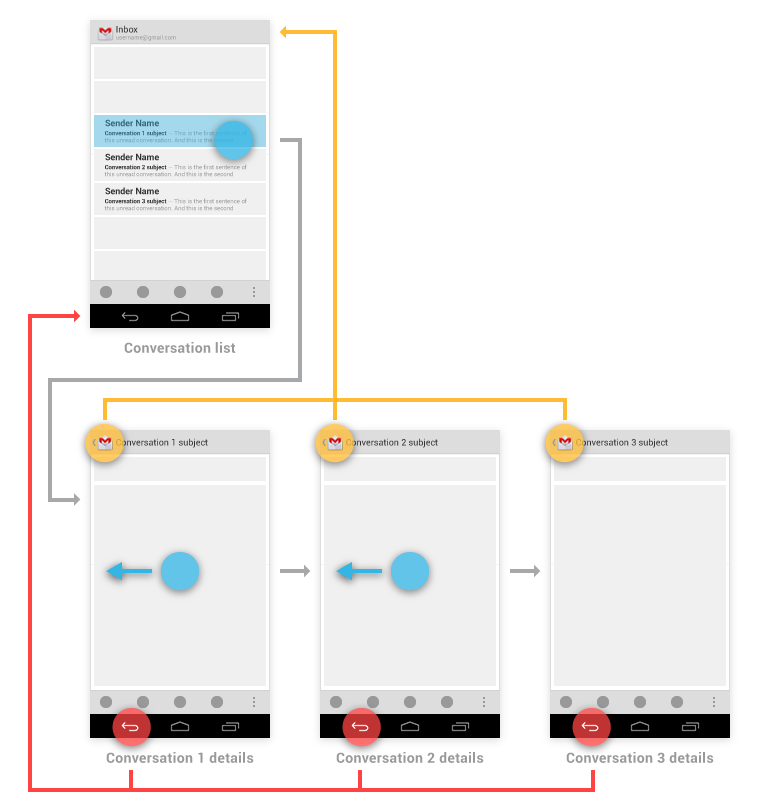 Inbox
username@gmail.com
Sender Name
Conversation 1 subject – This is the first sentence of
this unread conversation. And this is the second
Sender Name
Conversation 2 subject – This is the first sentence of
this unread conversation. And this is the second
Sender Name
Conversation 3 subject – This is the first sentence of
this unread conversation. And this is the second
Conversation list
Conversation 1 subject
Conversation 2 subject
Conversation 3 subject
Conversation 1 details
Conversation 2 details
Conversation 3 details